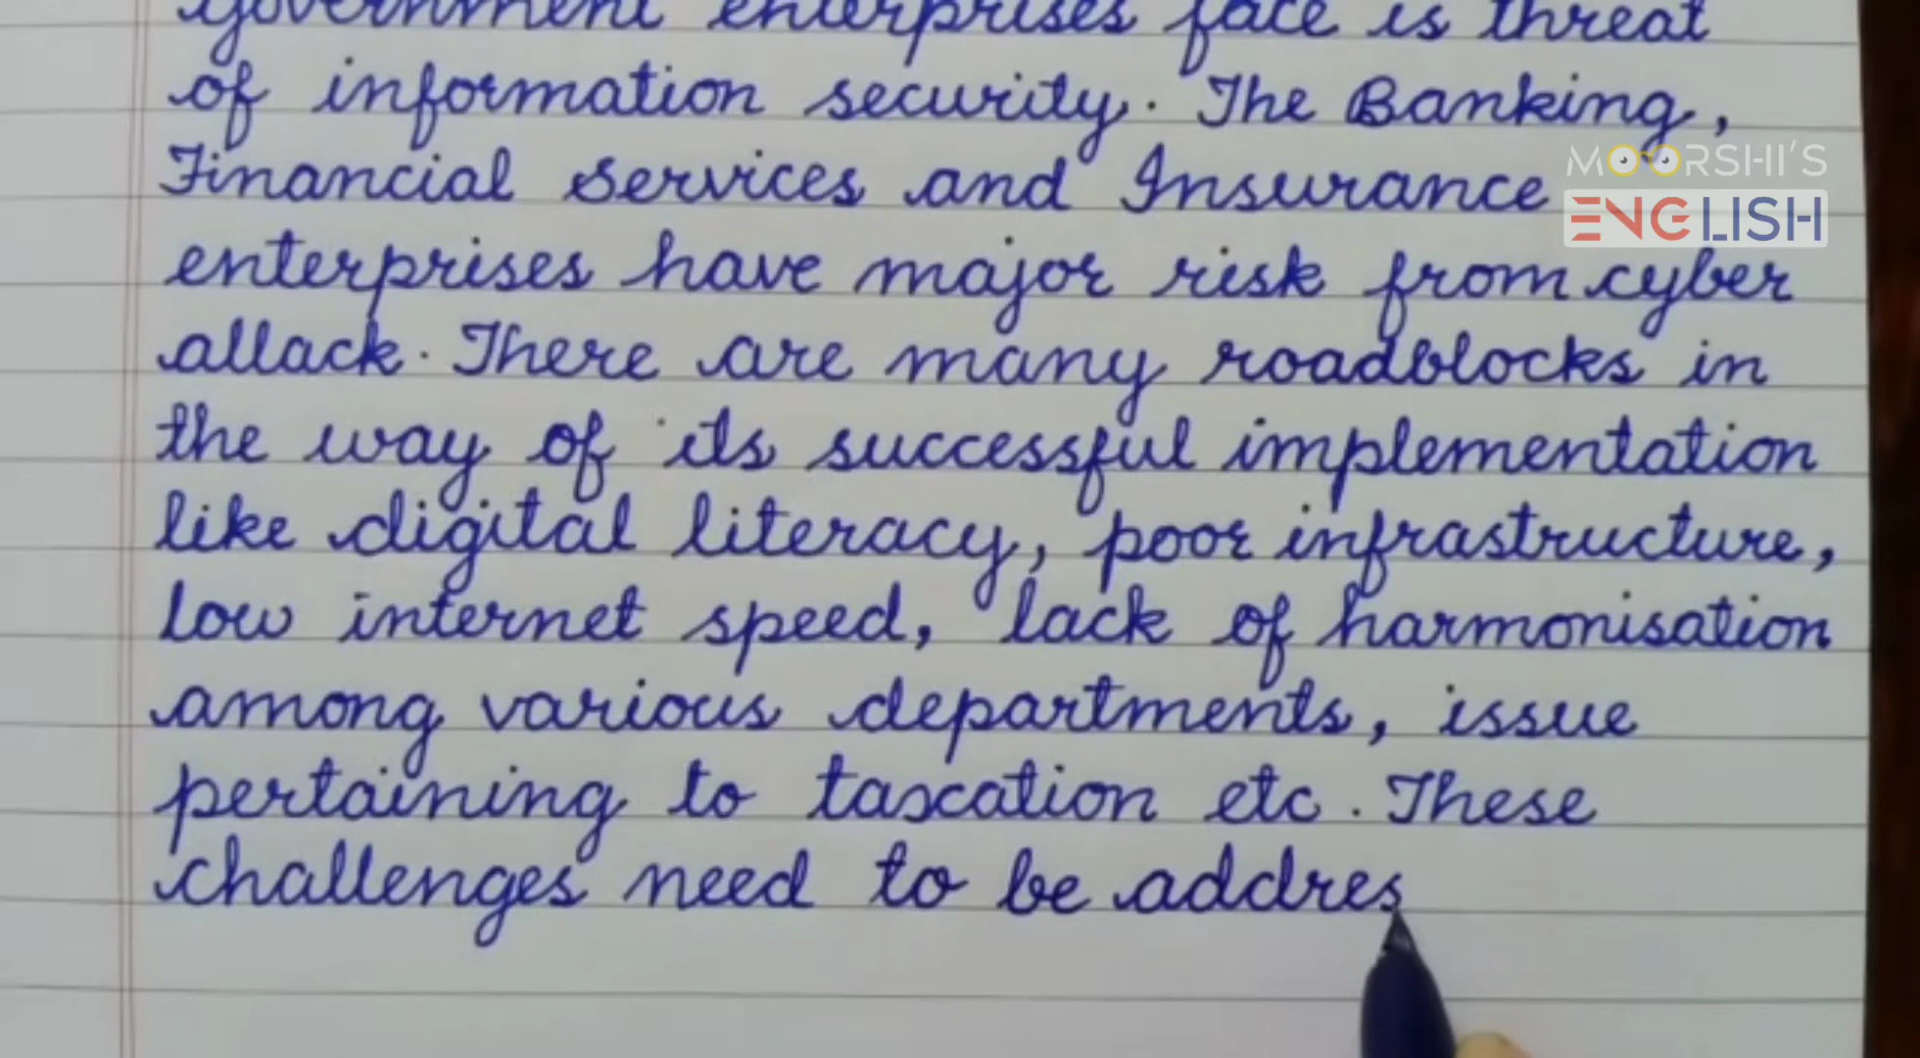 government enterprises face is threat
of information security. The Banking,
Financial Services and Insurance
enterprises have major risk from cyber
attack. There are many roadblocks in
the way of its successful implementation
like digital literacy, poor infrastructure,
low internet speed, lack of harmonisation
among various departments, issue
pertaining to taxation etc. These
challenges need to be addres
MOORSHI'S
ENGLISH